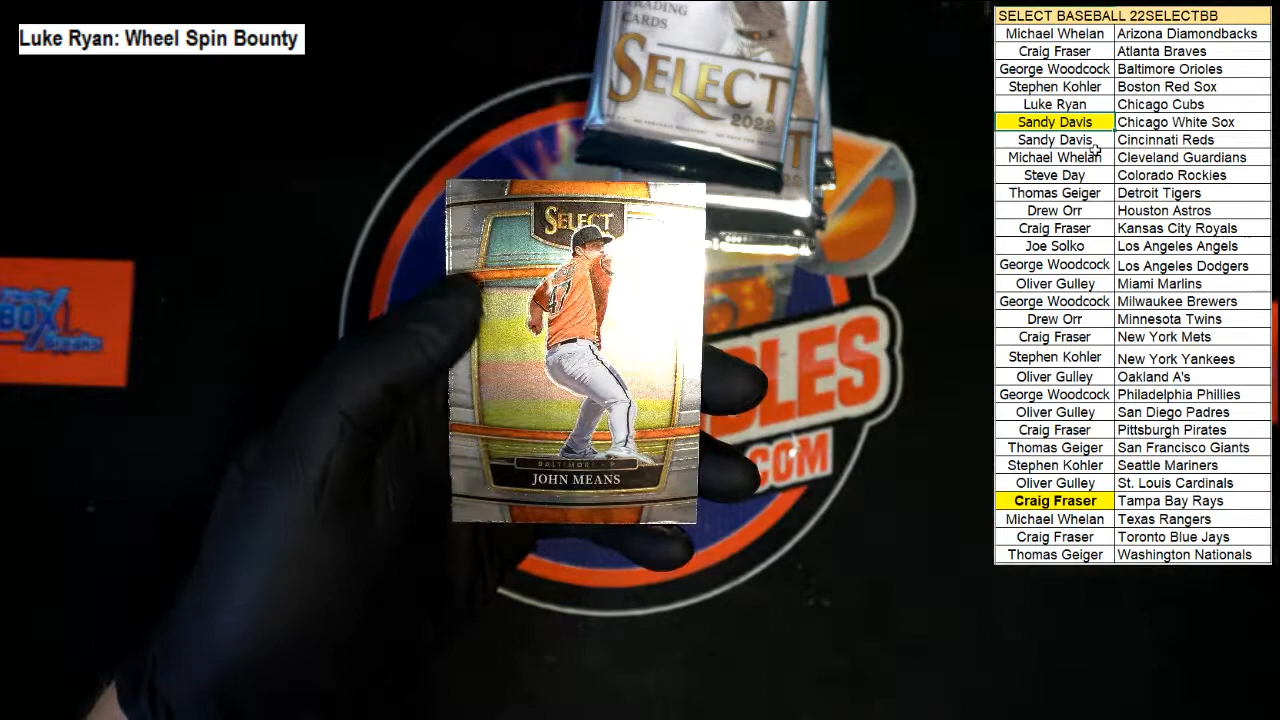 Luke Ryan: Wheel Spin Bounty
TRADING
CARDS
SELECT
2022
SELECT
47
BALTIMORE - P
JOHN MEANS
BOX
BLES
.COM
SELECT BASEBALL 22SELECTBB
Michael Whelan Arizona Diamondbacks
Craig Fraser Atlanta Braves
George Woodcock Baltimore Orioles
Stephen Kohler Boston Red Sox
Luke Ryan Chicago Cubs
Sandy Davis Chicago White Sox
Sandy Davis Cincinnati Reds
Michael Whelan Cleveland Guardians
Steve Day Colorado Rockies
Thomas Geiger Detroit Tigers
Drew Orr Houston Astros
Craig Fraser Kansas City Royals
Joe Solko Los Angeles Angels
George Woodcock Los Angeles Dodgers
Oliver Gulley Miami Marlins
George Woodcock Milwaukee Brewers
Drew Orr Minnesota Twins
Craig Fraser New York Mets
Stephen Kohler New York Yankees
Oliver Gulley Oakland A's
George Woodcock Philadelphia Phillies
Oliver Gulley San Diego Padres
Craig Fraser Pittsburgh Pirates
Thomas Geiger San Francisco Giants
Stephen Kohler Seattle Mariners
Oliver Gulley St. Louis Cardinals
Craig Fraser Tampa Bay Rays
Michael Whelan Texas Rangers
Craig Fraser Toronto Blue Jays
Thomas Geiger Washington Nationals